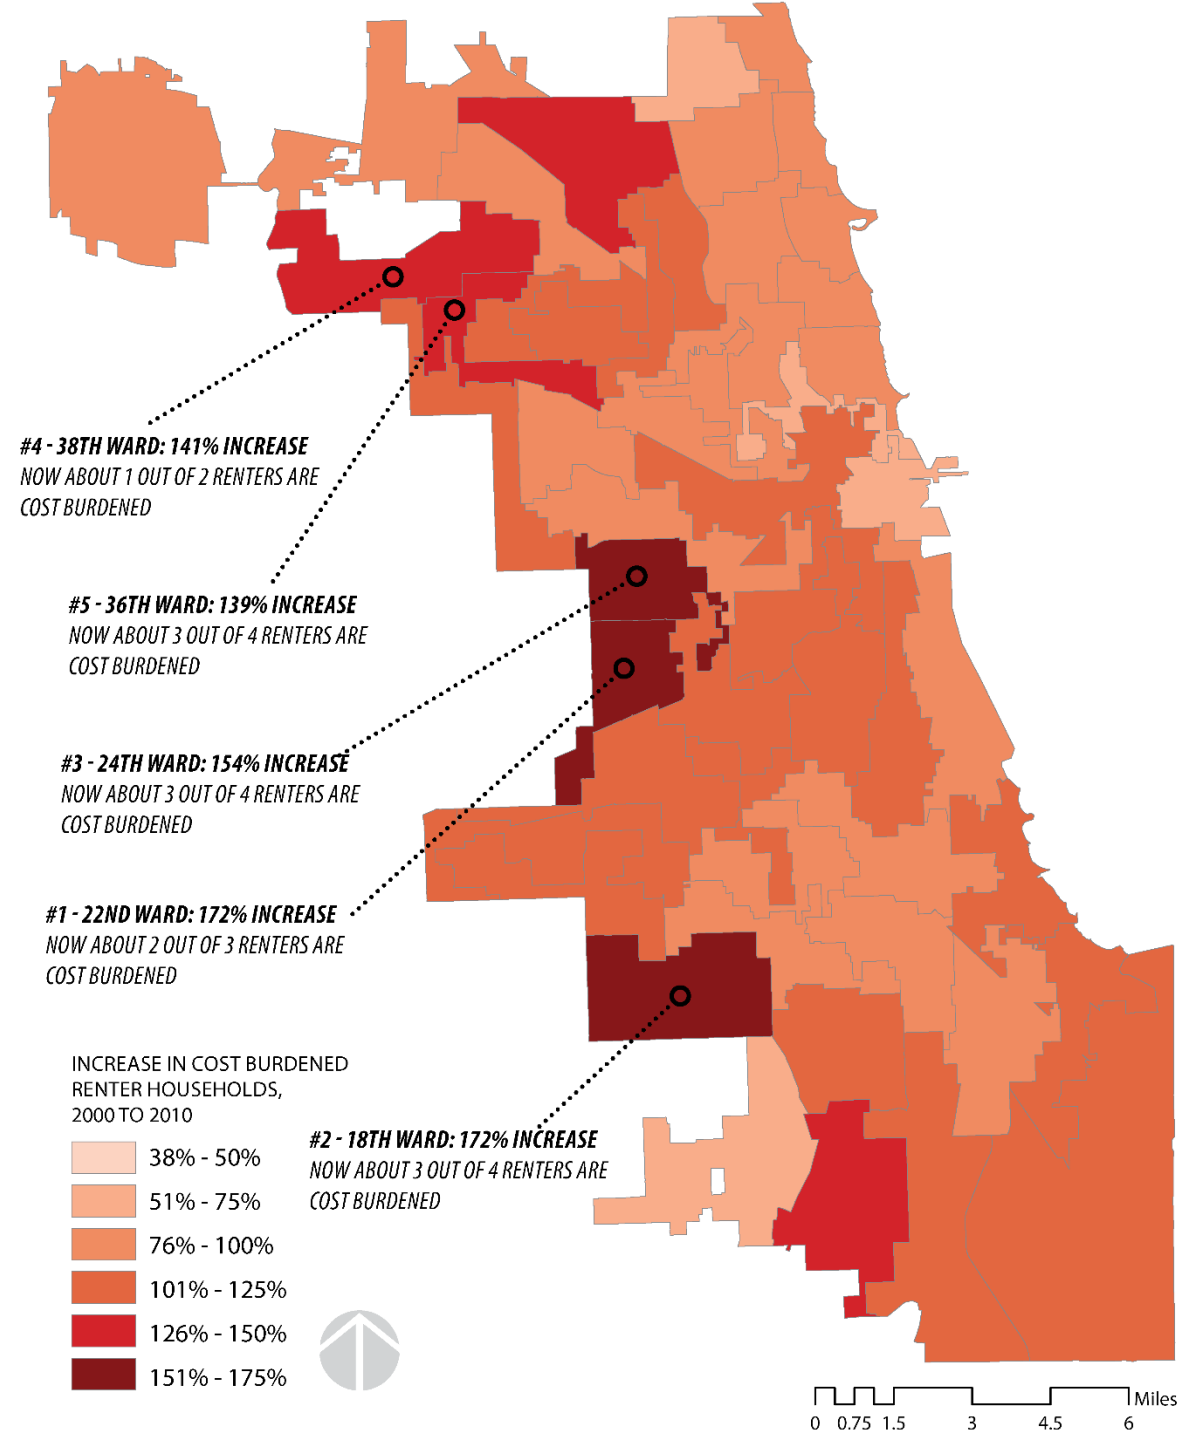 #4 - 38TH WARD: 141% INCREASE
NOW ABOUT 1 OUT OF 2 RENTERS ARE
COST BURDENED
#5 - 36TH WARD: 139% INCREASE
NOW ABOUT 3 OUT OF 4 RENTERS ARE
COST BURDENED
#3 - 24TH WARD: 154% INCREASE
NOW ABOUT 3 OUT OF 4 RENTERS ARE
COST BURDENED
#1 - 22ND WARD: 172% INCREASE
NOW ABOUT 2 OUT OF 3 RENTERS ARE
COST BURDENED
#2 - 18TH WARD: 172% INCREASE
NOW ABOUT 3 OUT OF 4 RENTERS ARE
COST BURDENED
INCREASE IN COST BURDENED
RENTER HOUSEHOLDS,
2000 TO 2010
38% - 50%
51% - 75%
76% - 100%
101% - 125%
126% - 150%
151% - 175%
Miles
0 0.75 1.5 3 4.5 6